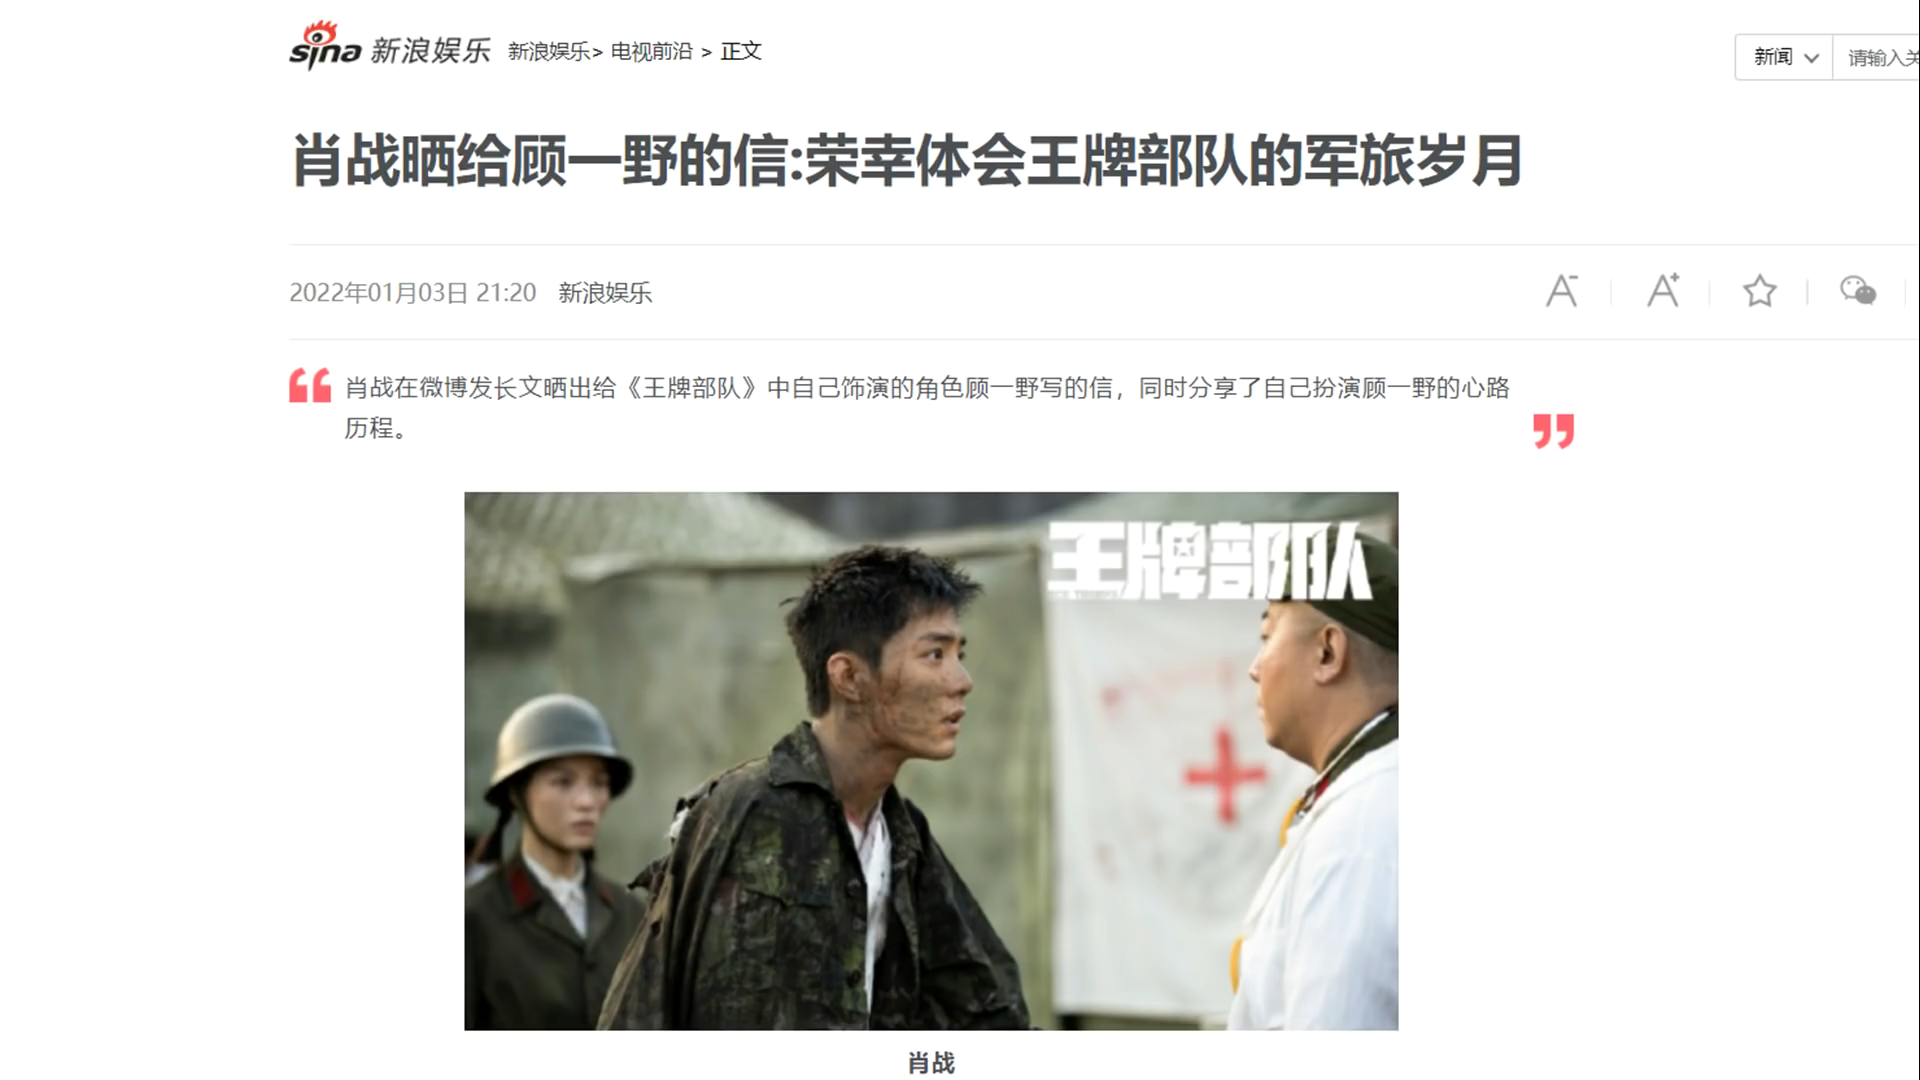 sina 新浪娱乐 新浪娱乐> 电视前沿 > 正文
新闻 请输入关
肖战晒给顾一野的信:荣幸体会王牌部队的军旅岁月
2022年01月03日 21:20 新浪娱乐
A- A+
肖战在微博发长文晒出给《王牌部队》中自己饰演的角色顾一野写的信，同时分享了自己扮演顾一野的心路
历程。
王牌部队
肖战